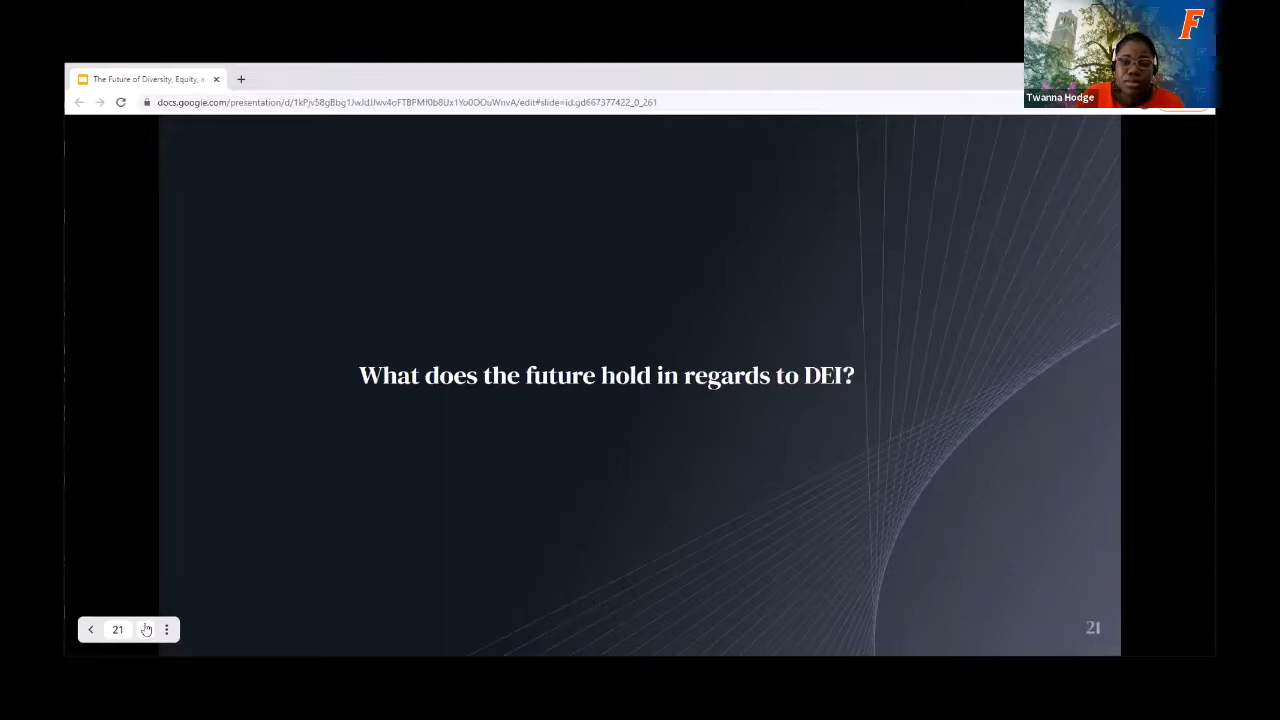 F
Twanna Hodge
The Future of Diversity, Equity, a
What does the future hold in regards to DEI?
21
21